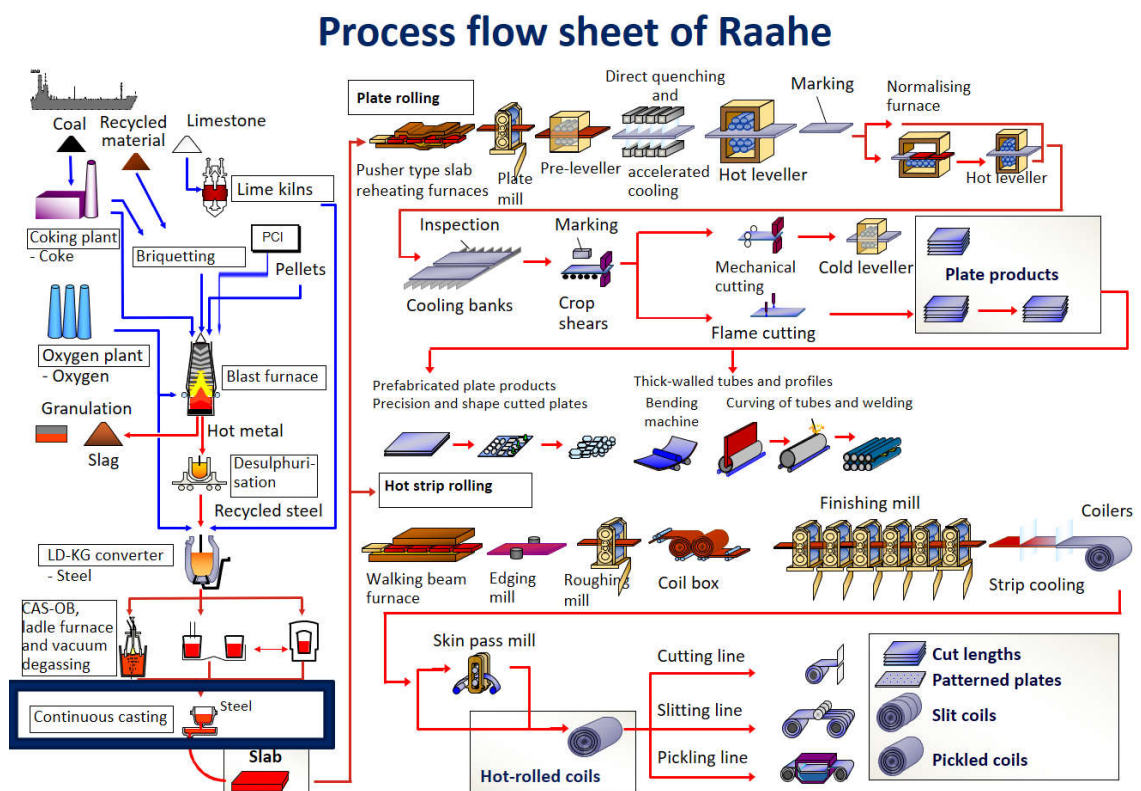 Process flow sheet of Raahe
Coal
Recycled
material
Limestone
Lime kilns
Coking plant
- Coke
Briquetting
PCI
Pellets
Oxygen plant
- Oxygen
Blast furnace
Granulation
Slag
Hot metal
Desulphuri-
sation
Recycled steel
LD-KG converter
- Steel
CAS-OB,
ladle furnace
and vacuum
degassing
Continuous casting
Steel
Slab
Plate rolling
Pusher type slab
reheating furnaces
Plate
mill
Pre-leveller
Direct quenching
and
accelerated
cooling
Hot leveller
Marking
Normalising
furnace
Hot leveller
Inspection
Cooling banks
Marking
Crop
shears
Mechanical
cutting
Cold leveller
Flame cutting
Plate products
Prefabricated plate products
Precision and shape cutted plates
Thick-walled tubes and profiles
Bending
machine
Curving of tubes and welding
Hot strip rolling
Walking beam
furnace
Edging
mill
Roughing
mill
Coil box
Finishing mill
Strip cooling
Coilers
Skin pass mill
Hot-rolled coils
Cutting line
Slitting line
Pickling line
Cut lengths
Patterned plates
Slit coils
Pickled coils